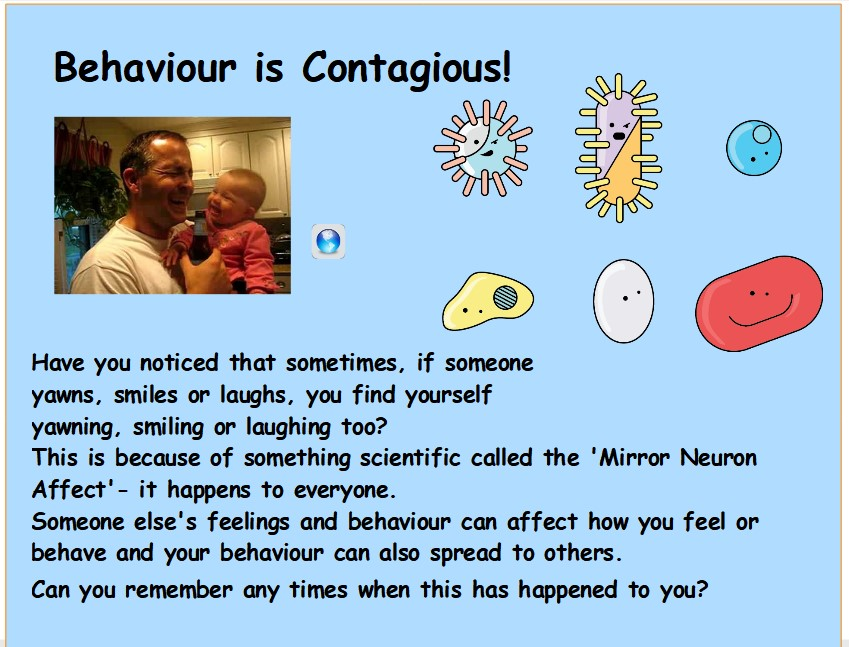 Behaviour is Contagious!
Have you noticed that sometimes, if someone
yawns, smiles or laughs, you find yourself
yawning, smiling or laughing too?
This is because of something scientific called the 'Mirror Neuron
Affect'- it happens to everyone.
Someone else's feelings and behaviour can affect how you feel or
behave and your behaviour can also spread to others.
Can you remember any times when this has happened to you?